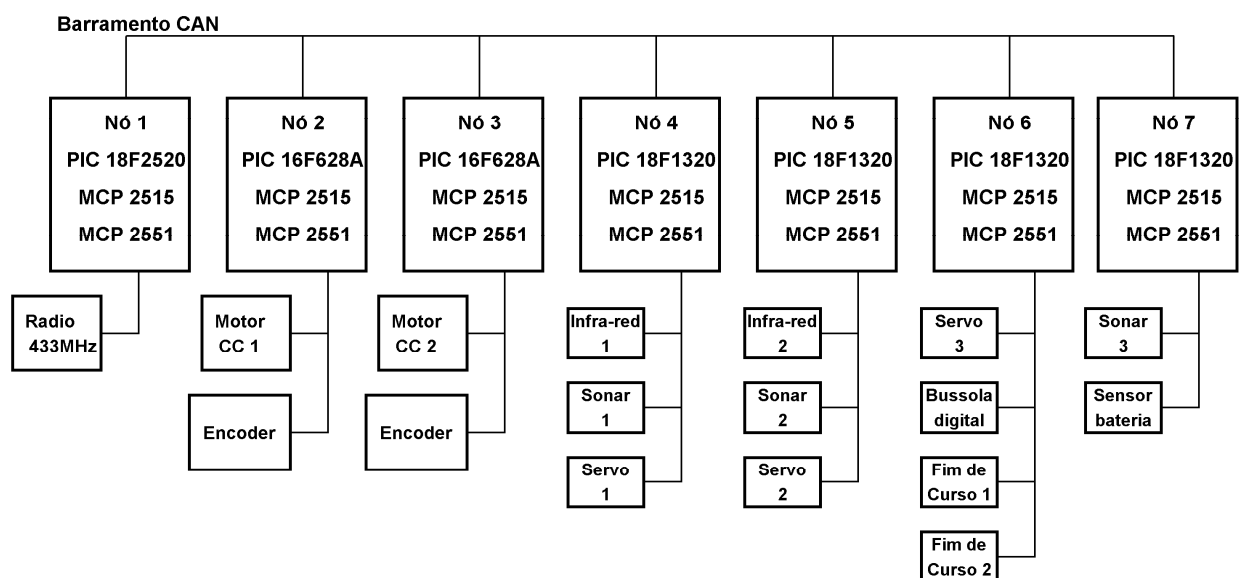 Barramento CAN
Nó 1
PIC 18F2520
MCP 2515
MCP 2551
Nó 2
PIC 16F628A
MCP 2515
MCP 2551
Nó 3
PIC 16F628A
MCP 2515
MCP 2551
Nó 4
PIC 18F1320
MCP 2515
MCP 2551
Nó 5
PIC 18F1320
MCP 2515
MCP 2551
Nó 6
PIC 18F1320
MCP 2515
MCP 2551
Nó 7
PIC 18F1320
MCP 2515
MCP 2551
Radio
433MHz
Motor
CC 1
Encoder
Motor
CC 2
Encoder
Infra-red
1
Sonar
1
Servo
1
Infra-red
2
Sonar
2
Servo
2
Servo
3
Bussola
digital
Fim de
Curso 1
Fim de
Curso 2
Sonar
3
Sensor
bateria